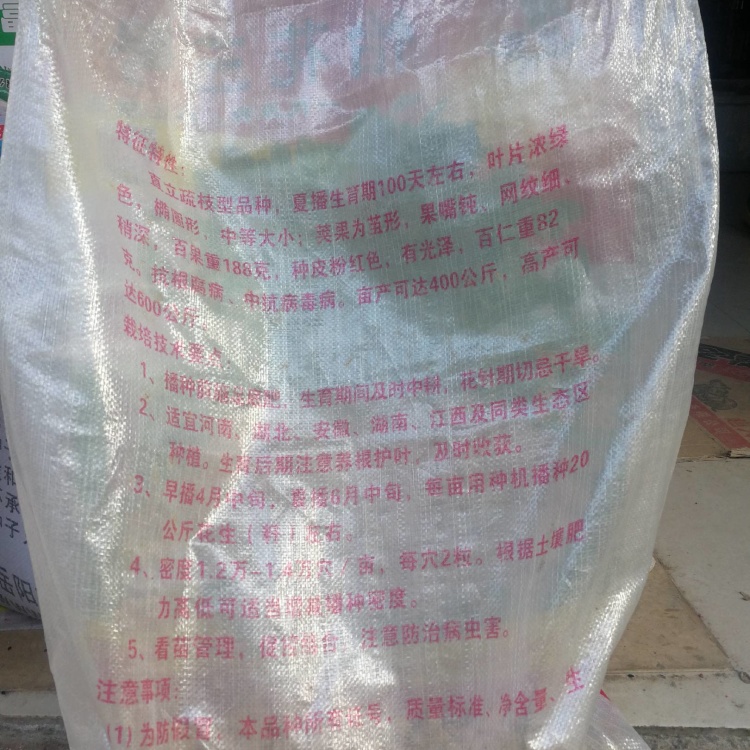 特征特性：
直立疏枝型品种，夏播生育期100天左右，叶片浓绿
色，椭圆形，中等大小；荚果为茧形，果嘴钝、网纹细、
稍深，百果重188克，种皮粉红色、有光泽，百仁重82
克。抗根腐病、中抗病毒病。亩产可达400公斤，高产可
达600公斤。
栽培技术要点：
1、播种前施足底肥，生育期间及时中耕，花针期切忌干旱。
2、适宜河南、湖北、安徽、湖南、江西及同类生态区
种植。生育后期注意养根护叶，及时收获。
3、早播4月中旬，夏播6月中旬，每亩用种机播种20
公斤花生（籽）左右。
4、密度1.2万-1.4万穴／亩，每穴2粒。根据土壤肥
力高低可适当增减播种密度。
5、看苗管理，促控结合，注意防治病虫害。
注意事项：
(1)为防假冒，本品种所有证号，质量标准、净含量、生
岳阳